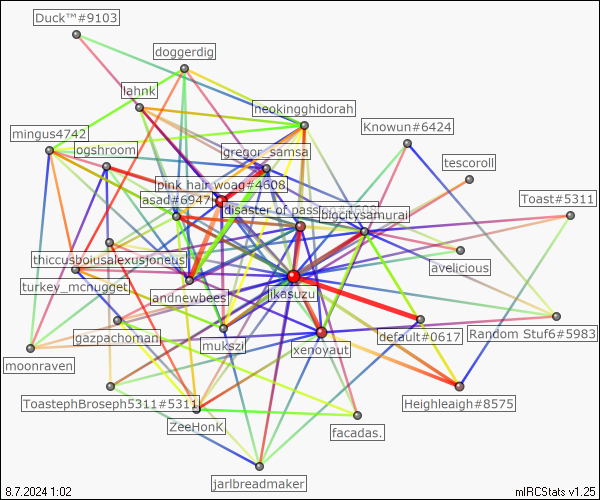 Duck™#9103
doggerdig
lahnk
neokingghidorah
Knowun#6424
mingus4742
ogshroom
gregor_samsa
tescoroll
pink hair woag#4608
asad#6947
disaster of passion#4608
Toast#5311
bigcitysamurai
thiccusboiusalexusjoneus
avelicious
turkey_mcnugget
andnewbees
ikasuzu
gazpachoman
mukszi
xenoyaut
default#0617
Random Stuf6#5983
moonraven
ToastephBroseph5311#5311
Heighleaigh#8575
ZeeHonK
facadas.
jarlbreadmaker
8.7.2024 1:02
mIRCStats v1.25